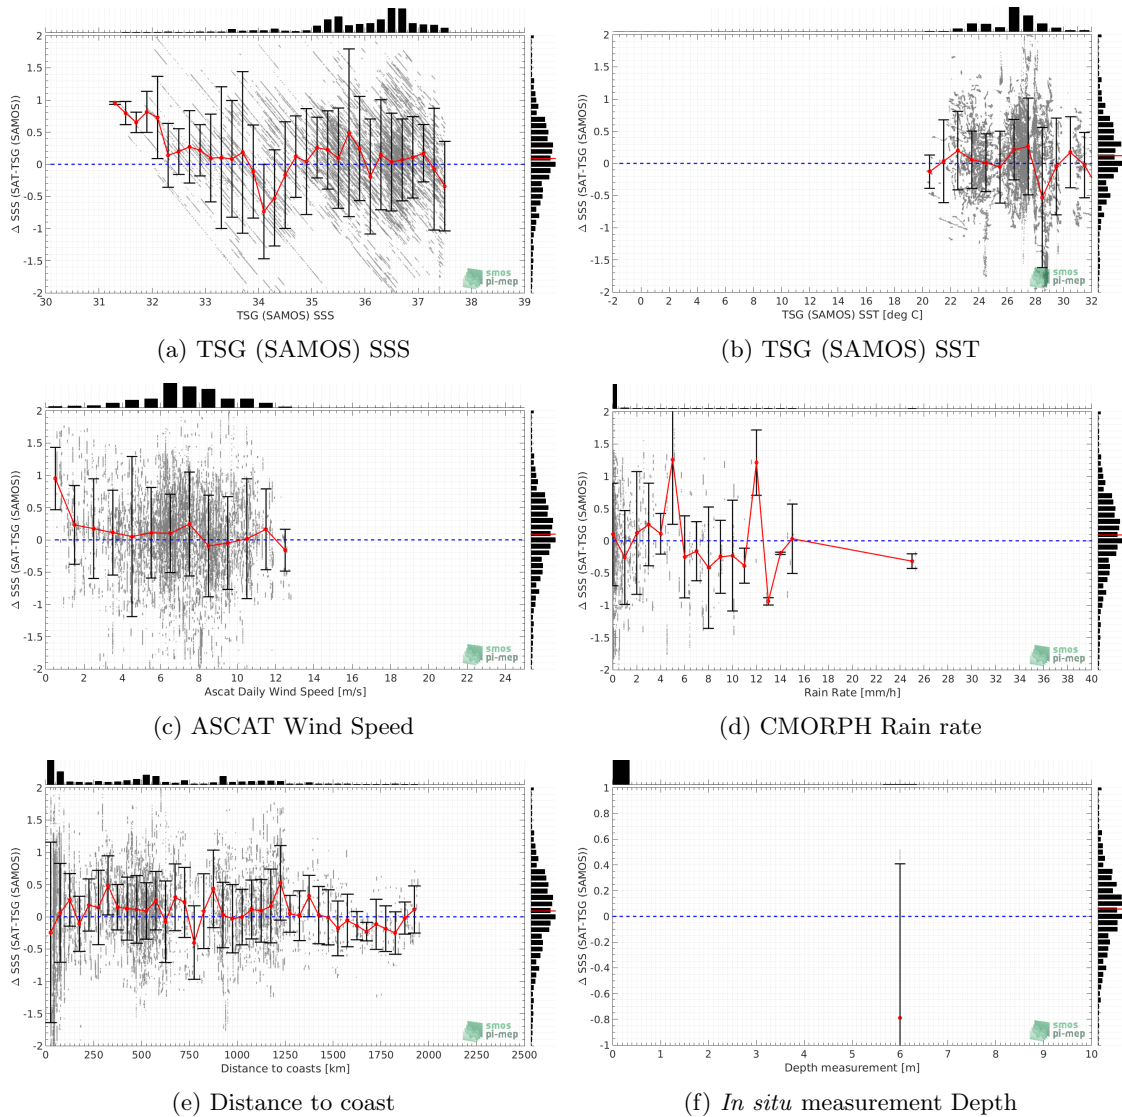 2
1.5
1
0.5
0
-0.5
-1
-1.5
-2
Δ SSS (SAT-TSG (SAMOS))
30 31 32 33 34 35 36 37 38 39
TSG (SAMOS) SSS
smos
pi-mep
(a) TSG (SAMOS) SSS
2
1.5
1
0.5
0
-0.5
-1
-1.5
-2
Δ SSS (SAT-TSG (SAMOS))
-2 0 2 4 6 8 10 12 14 16 18 20 22 24 26 28 30 32
TSG (SAMOS) SST [deg C]
smos
pi-mep
(b) TSG (SAMOS) SST
2
1.5
1
0.5
0
-0.5
-1
-1.5
-2
Δ SSS (SAT-TSG (SAMOS))
0 2 4 6 8 10 12 14 16 18 20 22 24
Ascat Daily Wind Speed [m/s]
smos
pi-mep
(c) ASCAT Wind Speed
2
1.5
1
0.5
0
-0.5
-1
-1.5
-2
Δ SSS (SAT-TSG (SAMOS))
0 2 4 6 8 10 12 14 16 18 20 22 24 26 28 30 32 34 36 38 40
Rain Rate [mm/h]
smos
pi-mep
(d) CMORPH Rain rate
2
1.5
1
0.5
0
-0.5
-1
-1.5
-2
Δ SSS (SAT-TSG (SAMOS))
0 250 500 750 1000 1250 1500 1750 2000 2250 2500
Distance to coasts [km]
smos
pi-mep
(e) Distance to coast
1
0.8
0.6
0.4
0.2
0
-0.2
-0.4
-0.6
-0.8
-1
Δ SSS (SAT-TSG (SAMOS))
0 1 2 3 4 5 6 7 8 9 10
Depth measurement [m]
smos
pi-mep
(f) In situ measurement Depth